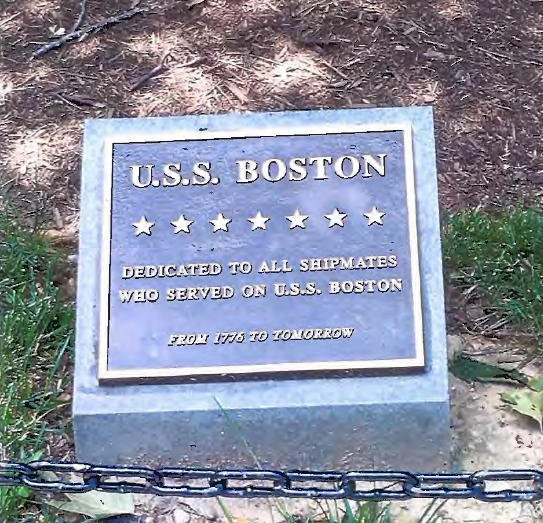 U.S.S. BOSTON
DEDICATED TO ALL SHIPMATES
WHO SERVED ON U.S.S. BOSTON
FROM 1776 TO TOMORROW